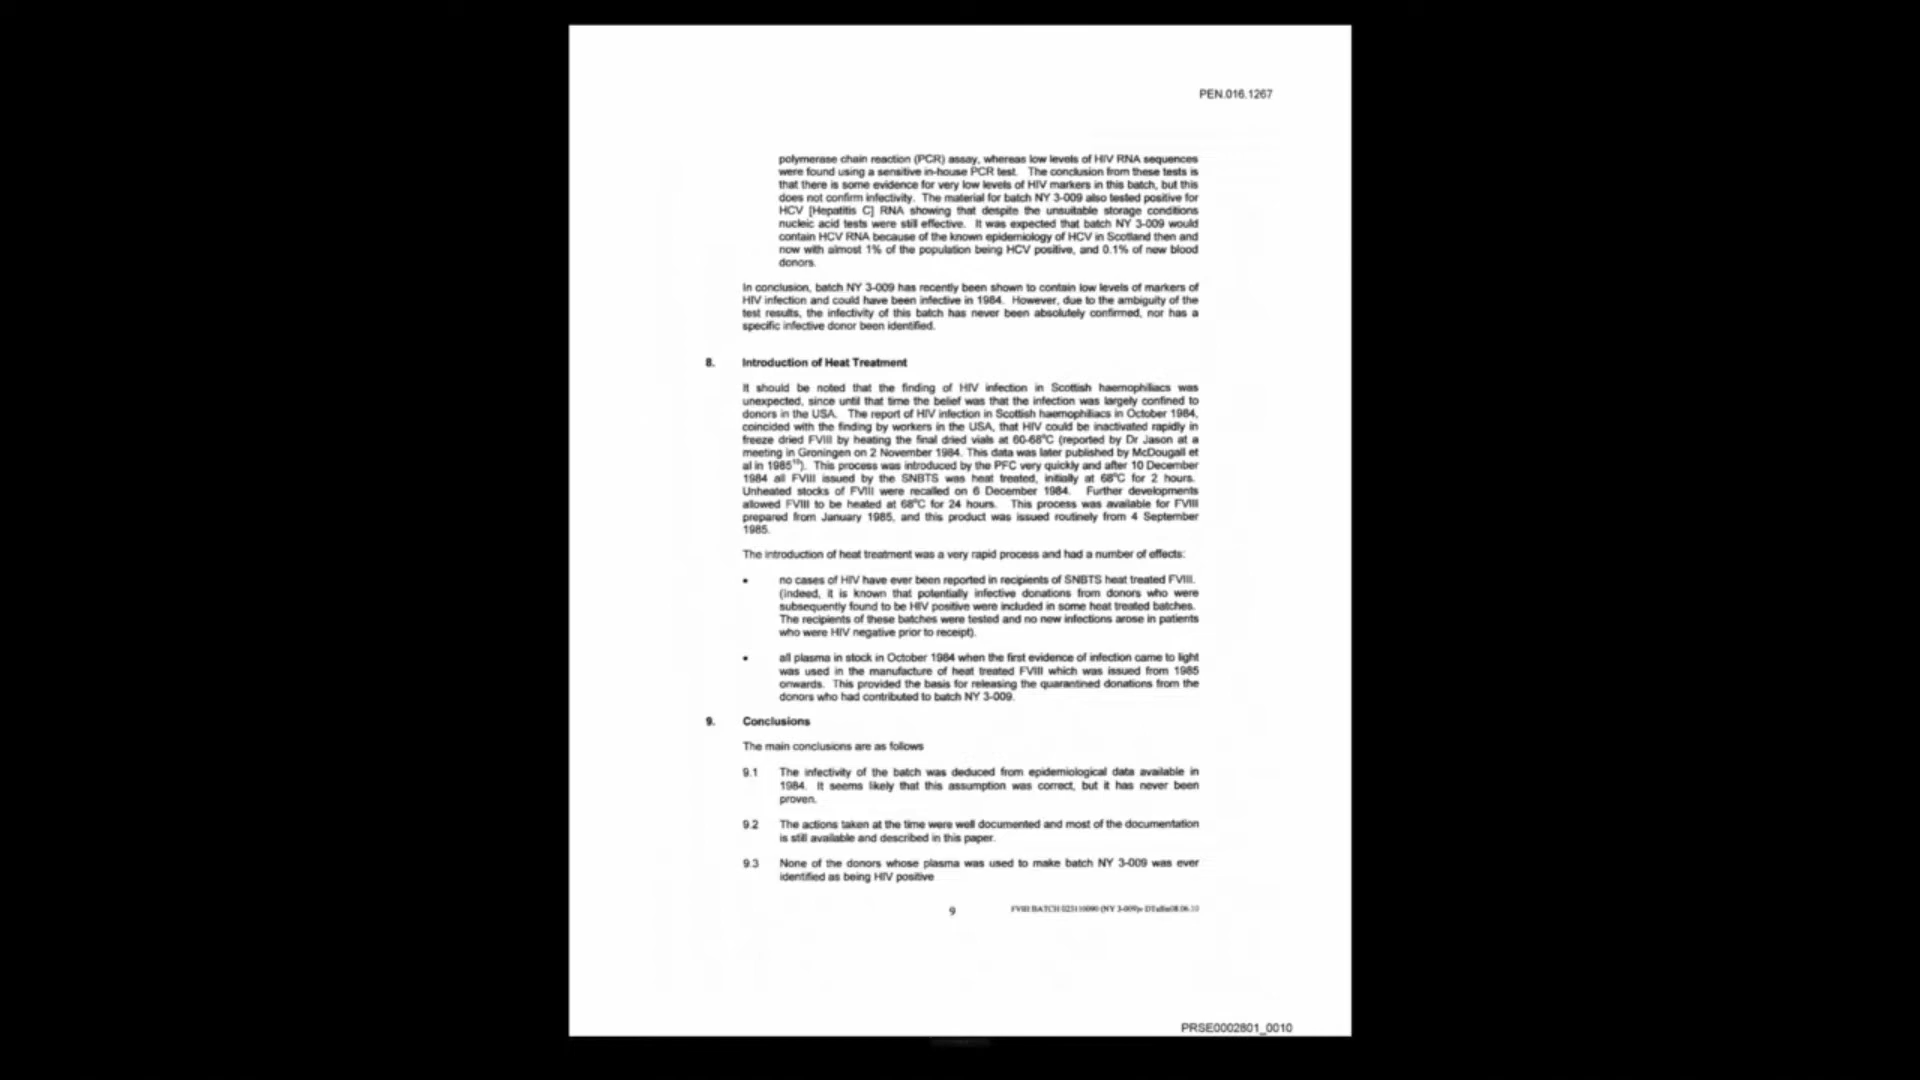 PEN.016.1267
polymerase chain reaction (PCR) assay, whereas low levels of HIV RNA sequences
were found using a sensitive in-house PCR test. The conclusion from these tests is
that there is some evidence for very low levels of HIV markers in this batch, but this
does not confirm infectivity. The material for batch NY 3-009 also tested positive for
HCV [Hepatitis C] RNA showing that despite the unsuitable storage conditions
nucleic acid tests were still effective. It was expected that batch NY 3-009 would
contain HCV RNA because of the known epidemiology of HCV in Scotland then and
now with almost 1% of the population being HCV positive, and 0.1% of new blood
donors.
In conclusion, batch NY 3-009 has recently been shown to contain low levels of markers of
HIV infection and could have been infective in 1984. However, due to the ambiguity of the
test results, the infectivity of this batch has never been absolutely confirmed, nor has a
specific infective donor been identified.
8. Introduction of Heat Treatment
It should be noted that the finding of HIV infection in Scottish haemophiliacs was
unexpected, since until that time the belief was that the infection was largely confined to
donors in the USA. The report of HIV infection in Scottish haemophiliacs in October 1984,
coincided with the finding by workers in the USA, that HIV could be inactivated rapidly in
freeze dried FVIII by heating the final dried vials at 60-68°C (reported by Dr Jason at a
meeting in Groningen on 2 November 1984. This data was later published by McDougall et
al in 1985¹⁰). This process was introduced by the PFC very quickly and after 10 December
1984 all FVIII issued by the SNBTS was heat treated, initially at 68°C for 2 hours.
Unheated stocks of FVIII were recalled on 6 December 1984. Further developments
allowed FVIII to be heated at 68°C for 24 hours. This process was available for FVIII
prepared from January 1985, and this product was issued routinely from 4 September
1985.
The introduction of heat treatment was a very rapid process and had a number of effects:
• no cases of HIV have ever been reported in recipients of SNBTS heat treated FVIII.
(indeed, it is known that potentially infective donations from donors who were
subsequently found to be HIV positive were included in some heat treated batches.
The recipients of these batches were tested and no new infections arose in patients
who were HIV negative prior to receipt).
• all plasma in stock in October 1984 when the first evidence of infection came to light
was used in the manufacture of heat treated FVIII which was issued from 1985
onwards. This provided the basis for releasing the quarantined donations from the
donors who had contributed to batch NY 3-009.
9. Conclusions
The main conclusions are as follows
9.1 The infectivity of the batch was deduced from epidemiological data available in
1984. It seems likely that this assumption was correct, but it has never been
proven.
9.2 The actions taken at the time were well documented and most of the documentation
is still available and described in this paper.
9.3 None of the donors whose plasma was used to make batch NY 3-009 was ever
identified as being HIV positive
9 FVIII BATCH (NY 3-009)
PRSE0002801_0010